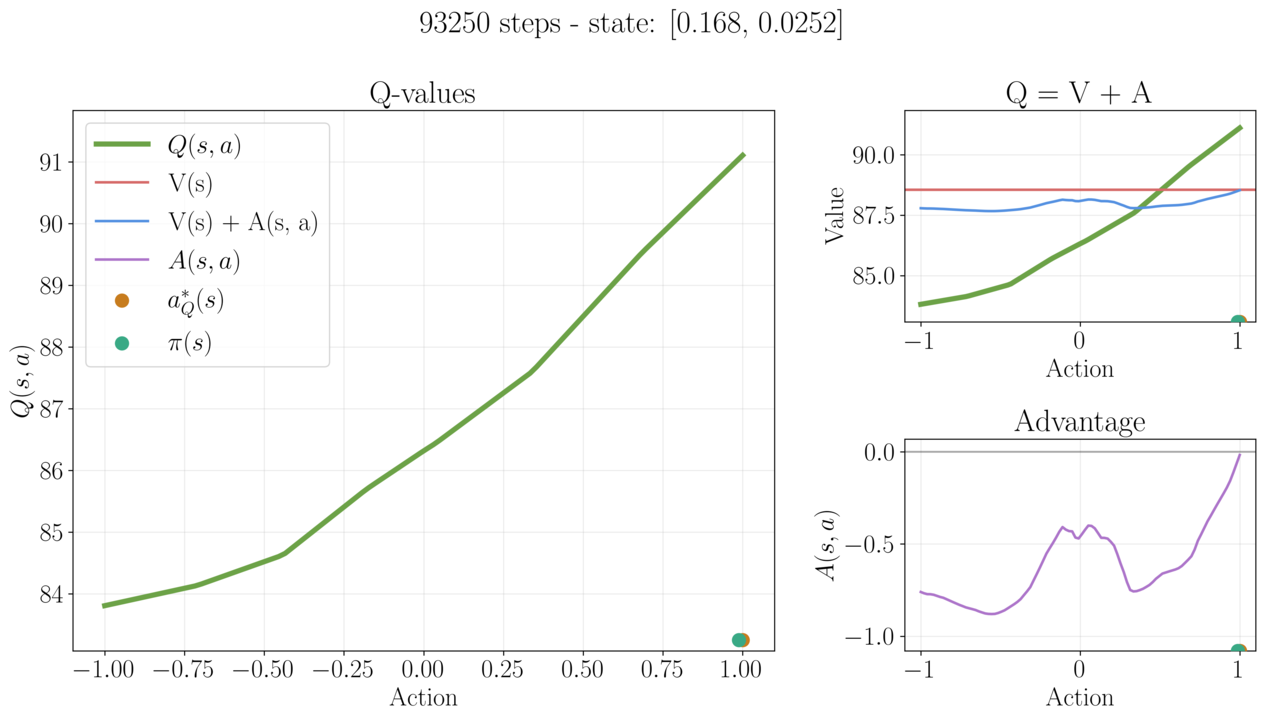 93250 steps - state: [0.168, 0.0252]
Q-values
Q(s, a)
V(s)
V(s) + A(s, a)
A(s, a)
a*Q(s)
π(s)
91
90
89
88
87
86
85
84
Q(s, a)
−1.00 −0.75 −0.50 −0.25 0.00 0.25 0.50 0.75 1.00
Action
Q = V + A
90.0
87.5
85.0
Value
−1 0 1
Action
Advantage
0.0
−0.5
−1.0
A(s, a)
−1 0 1
Action